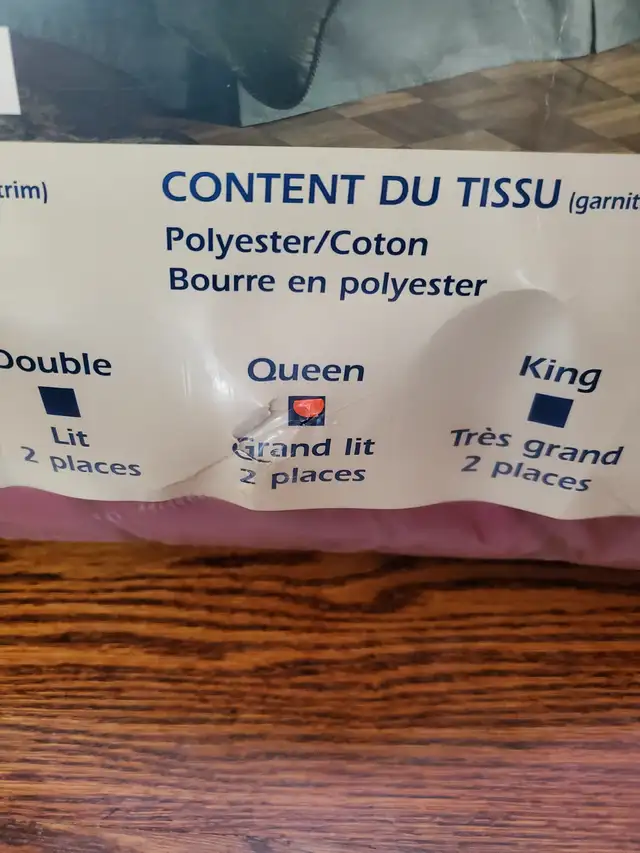 trim)
CONTENT DU TISSU (garnit
Polyester/Coton
Bourre en polyester
Double
Lit
2 places
Queen
Grand lit
2 places
King
Très grand
2 places